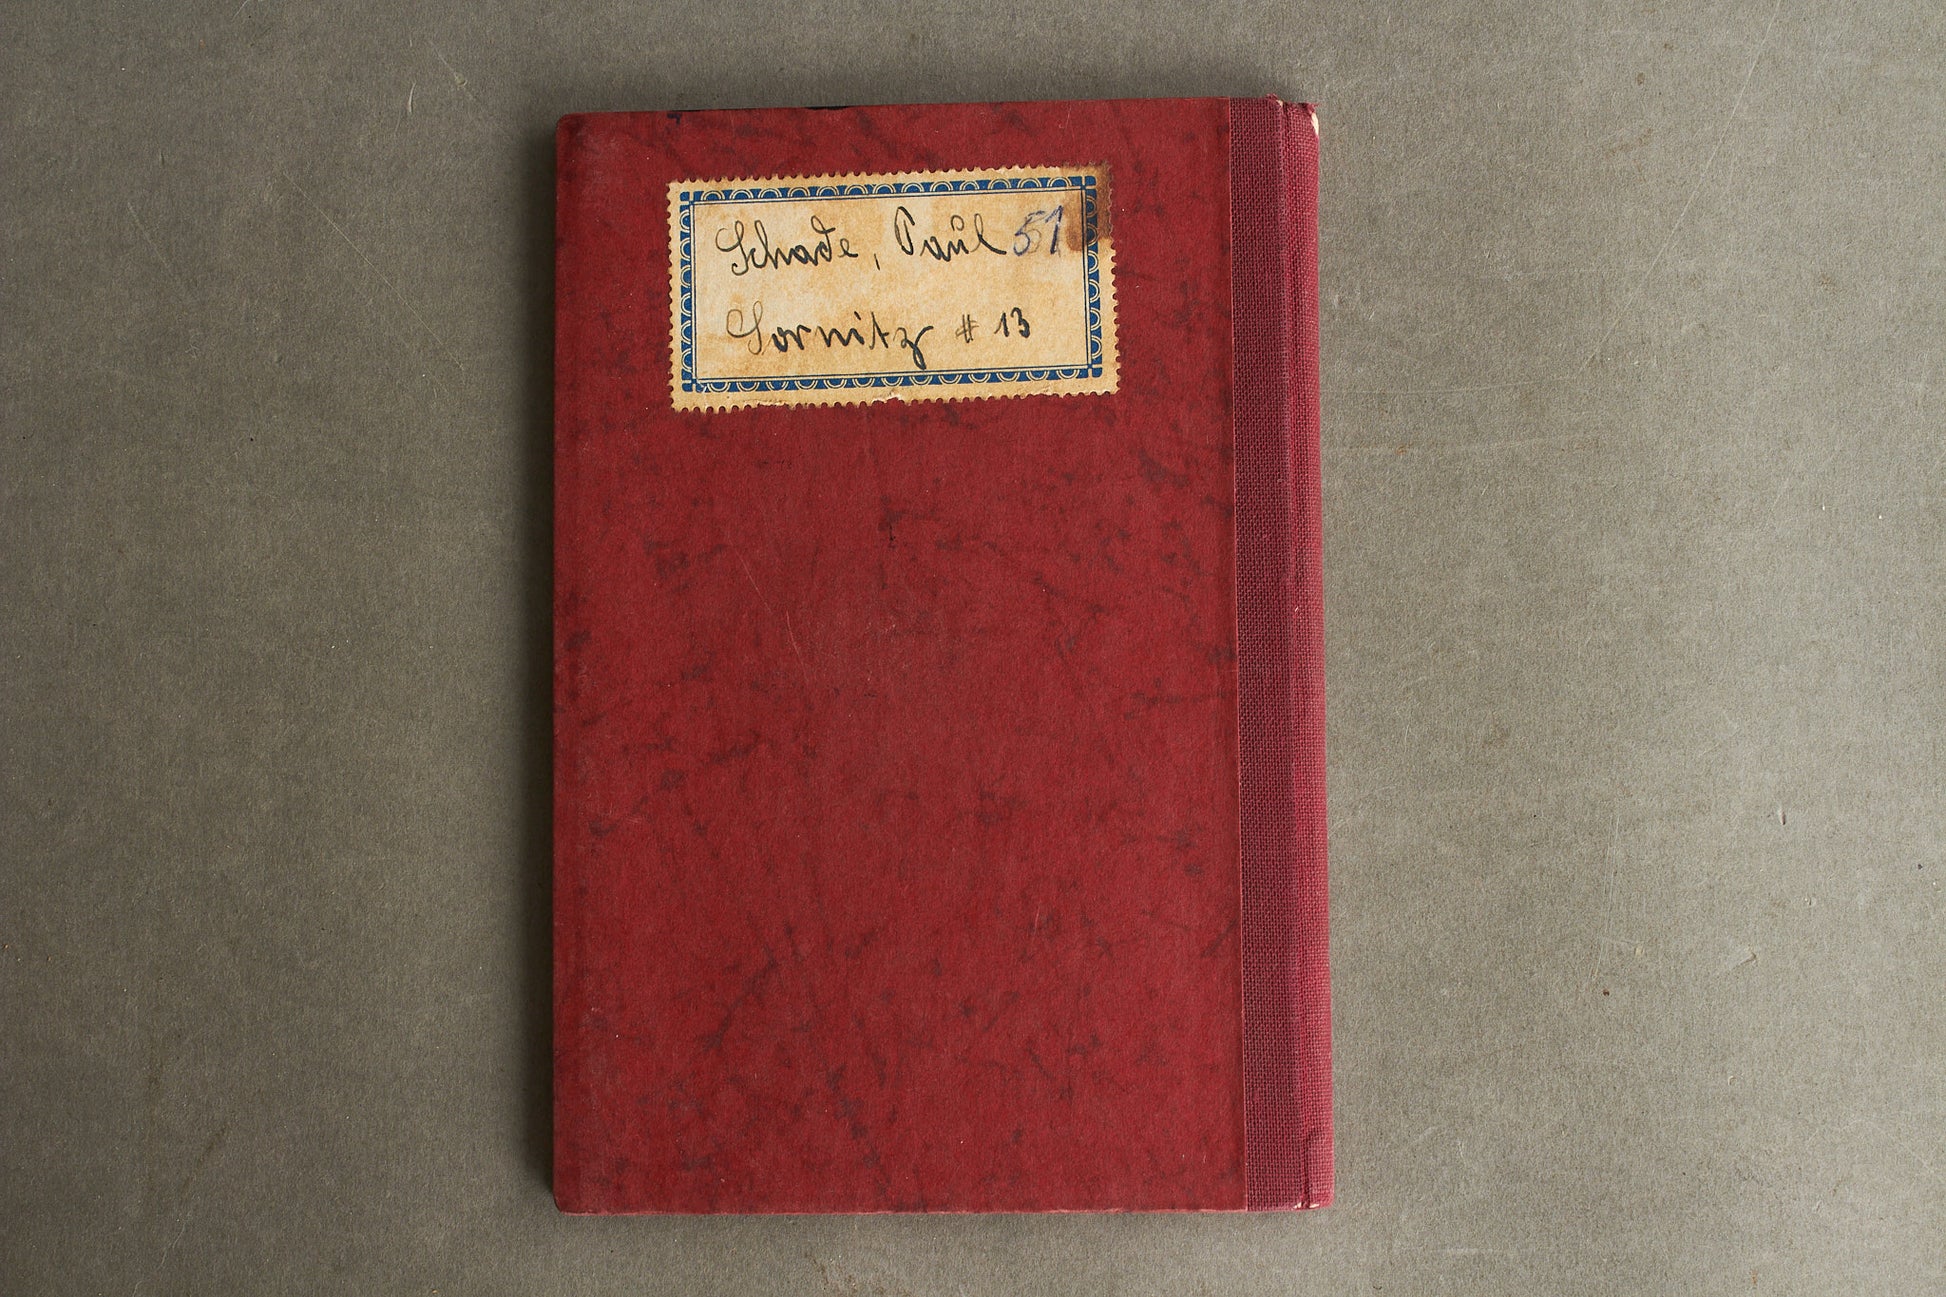 Schade, Paul 51
Sornitz # 13